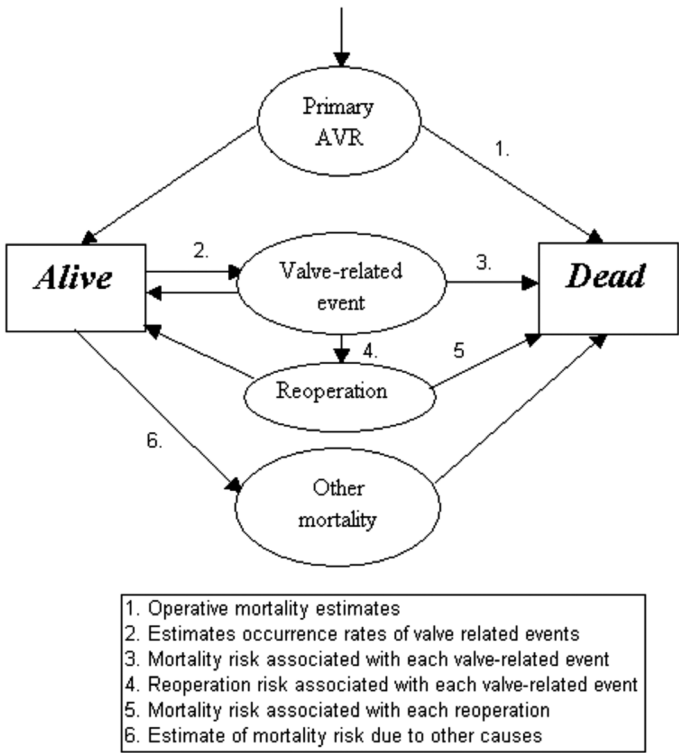 Primary
AVR
1.
Alive
2.
Valve-related
event
3.
Dead
4.
5
Reoperation
6.
Other
mortality
1. Operative mortality estimates
2. Estimates occurrence rates of valve related events
3. Mortality risk associated with each valve-related event
4. Reoperation risk associated with each valve-related event
5. Mortality risk associated with each reoperation
6. Estimate of mortality risk due to other causes